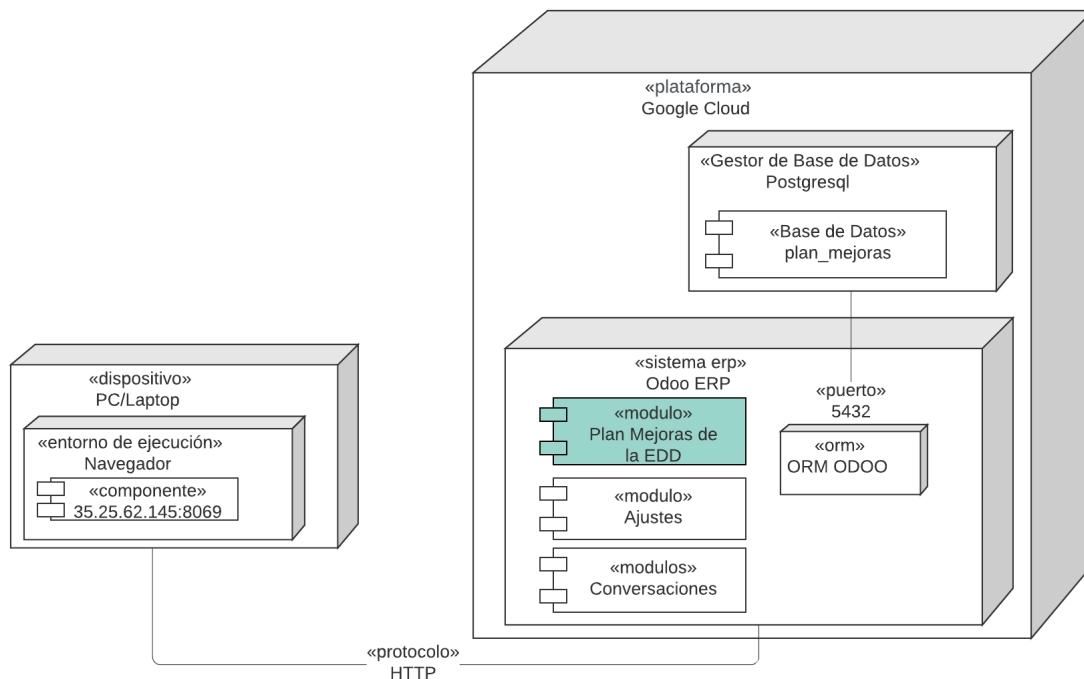 «plataforma»
Google Cloud
«Gestor de Base de Datos»
Postgresql
«Base de Datos»
plan_mejoras
«sistema erp»
Odoo ERP
«modulo»
Plan Mejoras de
la EDD
«puerto»
5432
«orm»
ORM ODOO
«modulo»
Ajustes
«modulos»
Conversaciones
«dispositivo»
PC/Laptop
«entorno de ejecución»
Navegador
«componente»
35.25.62.145:8069
«protocolo»
HTTP